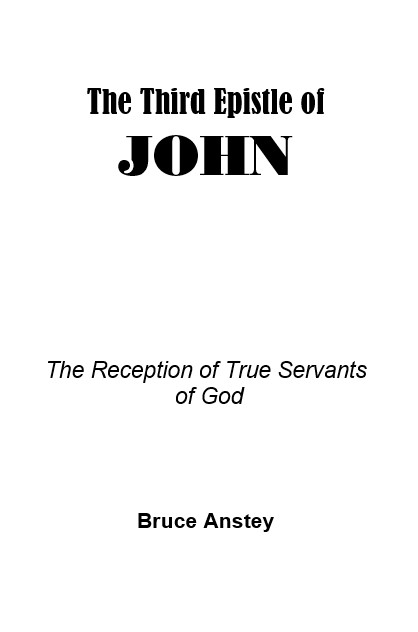 The Third Epistle of
JOHN
The Reception of True Servants
of God
Bruce Anstey